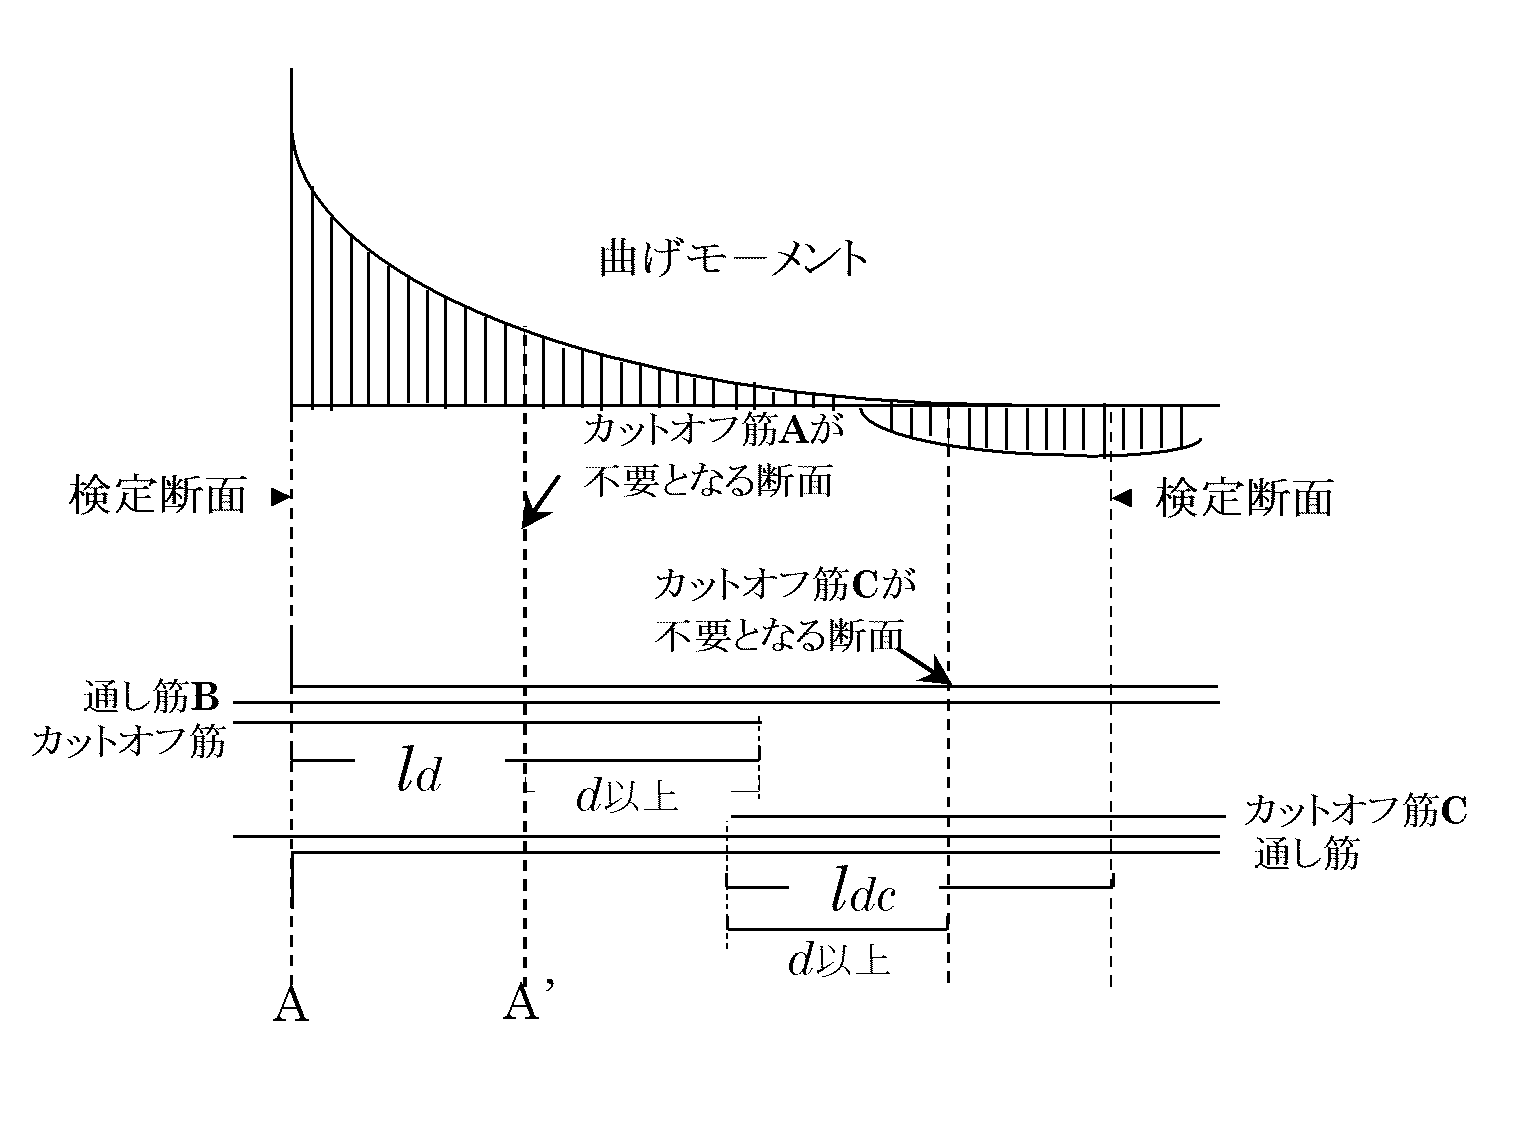 曲げモーメント
カットオフ筋Aが
不要となる断面
検定断面
検定断面
カットオフ筋Cが
不要となる断面
通し筋B
カットオフ筋
ld
d以上
カットオフ筋C
通し筋
ldc
d以上
A
A’